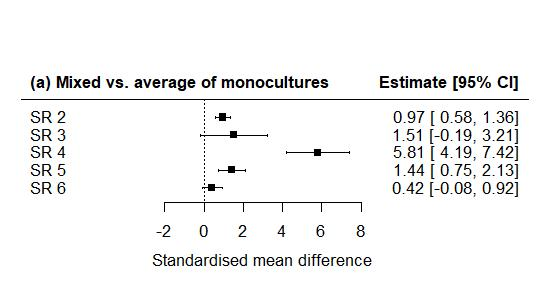 (a) Mixed vs. average of monocultures Estimate [95% CI]
SR 2 0.97 [ 0.58, 1.36]
SR 3 1.51 [-0.19, 3.21]
SR 4 5.81 [ 4.19, 7.42]
SR 5 1.44 [ 0.75, 2.13]
SR 6 0.42 [-0.08, 0.92]
-2 0 2 4 6 8
Standardised mean difference